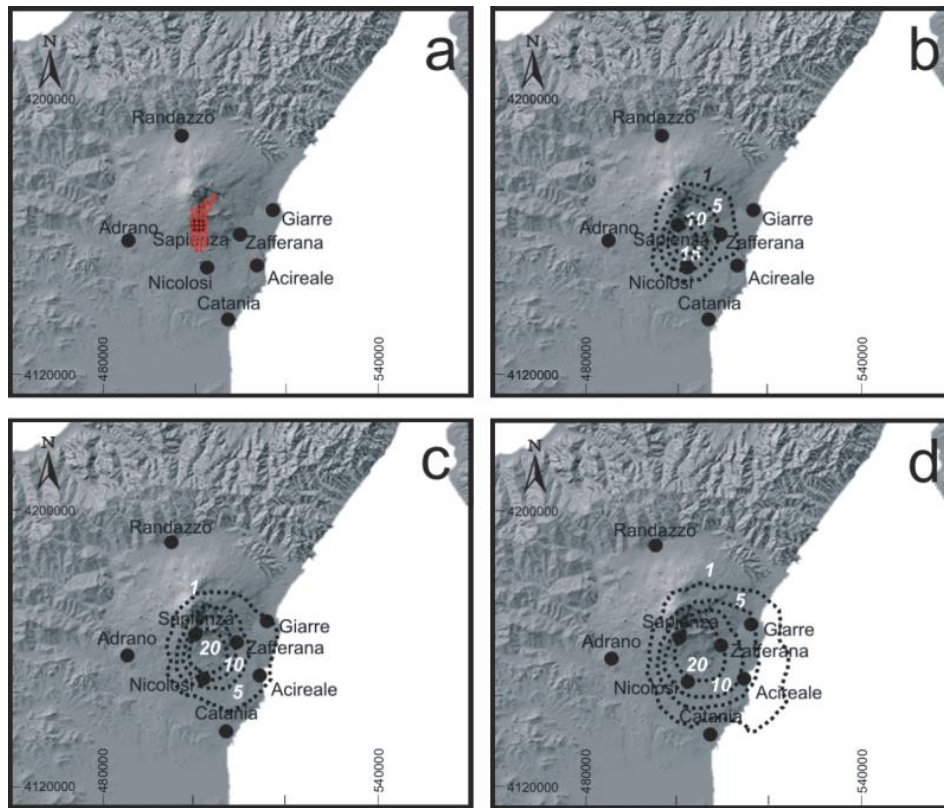 a
N
4200000
Randazzo
Giarre
Adrano
Sapienza
Zafferana
Nicolosi
Acireale
Catania
4120000
480000
540000
b
N
4200000
Randazzo
1
5
10
Giarre
Adrano
Sapienza
Zafferana
Nicolosi
Acireale
Catania
4120000
480000
540000
c
N
4200000
Randazzo
1
Sapienza
Giarre
Adrano
20
Zafferana
10
Nicolosi
5
Acireale
Catania
4120000
480000
540000
d
N
4200000
Randazzo
1
5
Sapienza
Giarre
Adrano
Zafferana
20
Nicolosi
10
Acireale
Catania
4120000
480000
540000